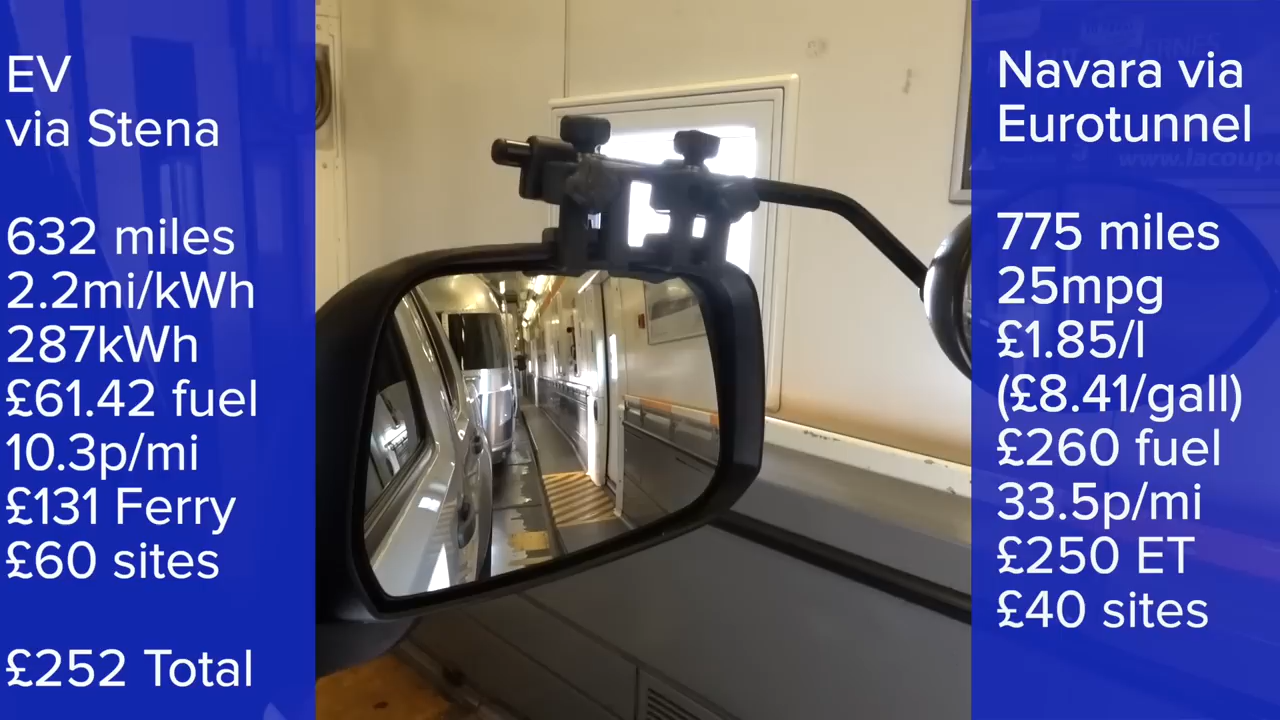 EV
via Stena
632 miles
2.2mi/kWh
287kWh
£61.42 fuel
10.3p/mi
£131 Ferry
£60 sites
£252 Total
Navara via
Eurotunnel
775 miles
25mpg
£1.85/l
(£8.41/gall)
£260 fuel
33.5p/mi
£250 ET
£40 sites